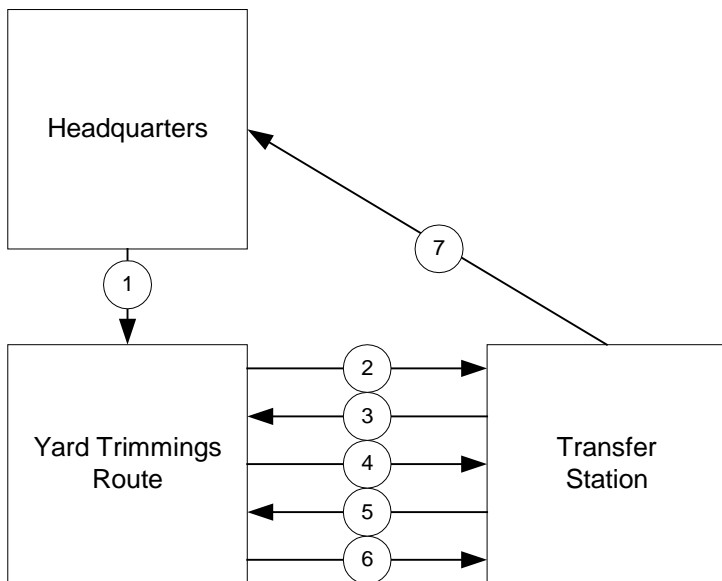 Headquarters
7
1
2
3
Yard Trimmings
Route
4
Transfer
Station
5
6